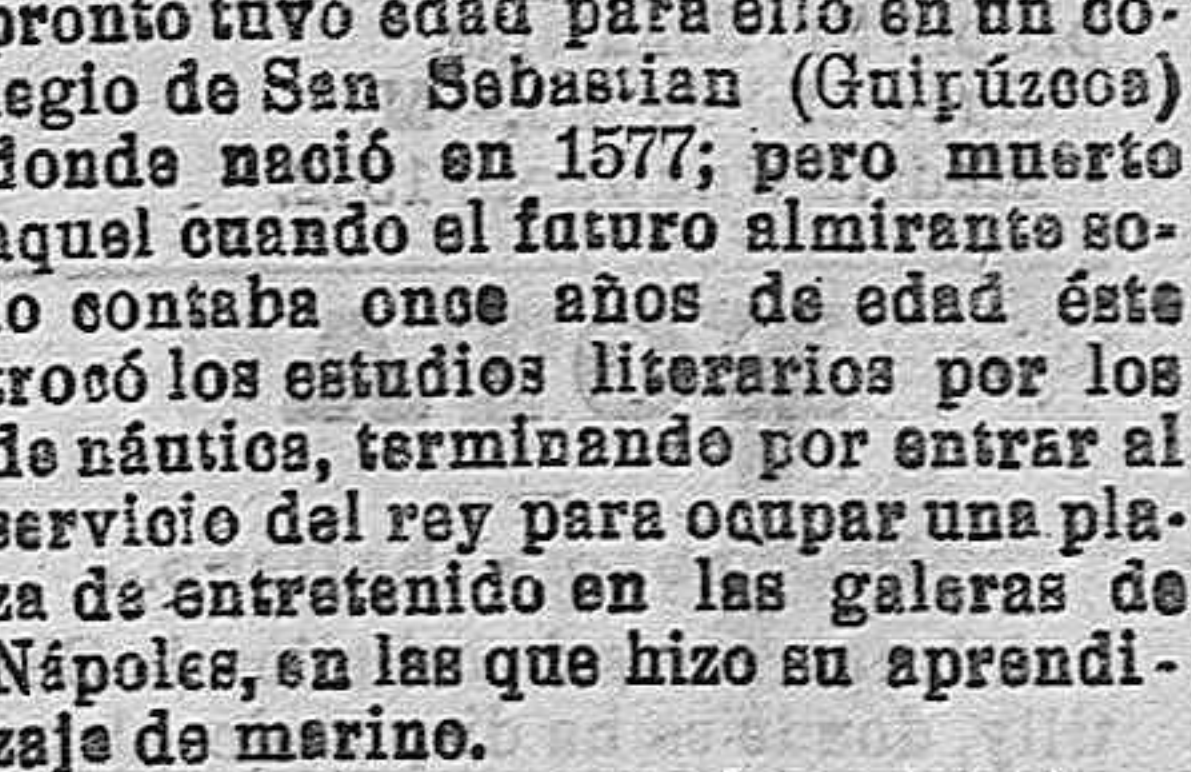 pronto tuvo edad para ello en un co-
legio de San Sebastian (Guipúzcoa)
donde nació en 1577; pero muerto
aquel cuando el futuro almirante so-
lo contaba once años de edad éste
trocó los estudios literarios por los
de náutica, terminando por entrar al
servicio del rey para ocupar una pla-
za de entretenido en las galeras de
Nápoles, en las que hizo su aprendi-
zaje de marino.